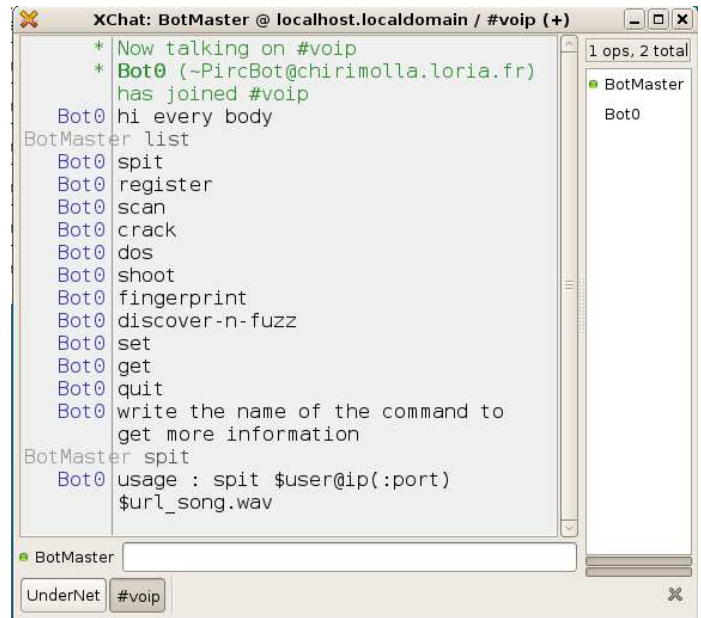 XChat: BotMaster @ localhost.localdomain / #voip (+)
* Now talking on #voip
* Bot0 (~PircBot@chirimolla.loria.fr)
has joined #voip
Bot0 hi every body
BotMaster list
Bot0 spit
Bot0 register
Bot0 scan
Bot0 crack
Bot0 dos
Bot0 shoot
Bot0 fingerprint
Bot0 discover-n-fuzz
Bot0 set
Bot0 get
Bot0 quit
Bot0 write the name of the command to
get more information
BotMaster spit
Bot0 usage : spit $user@ip(:port)
$url_song.wav
1 ops, 2 total
BotMaster
Bot0
BotMaster
UnderNet #voip